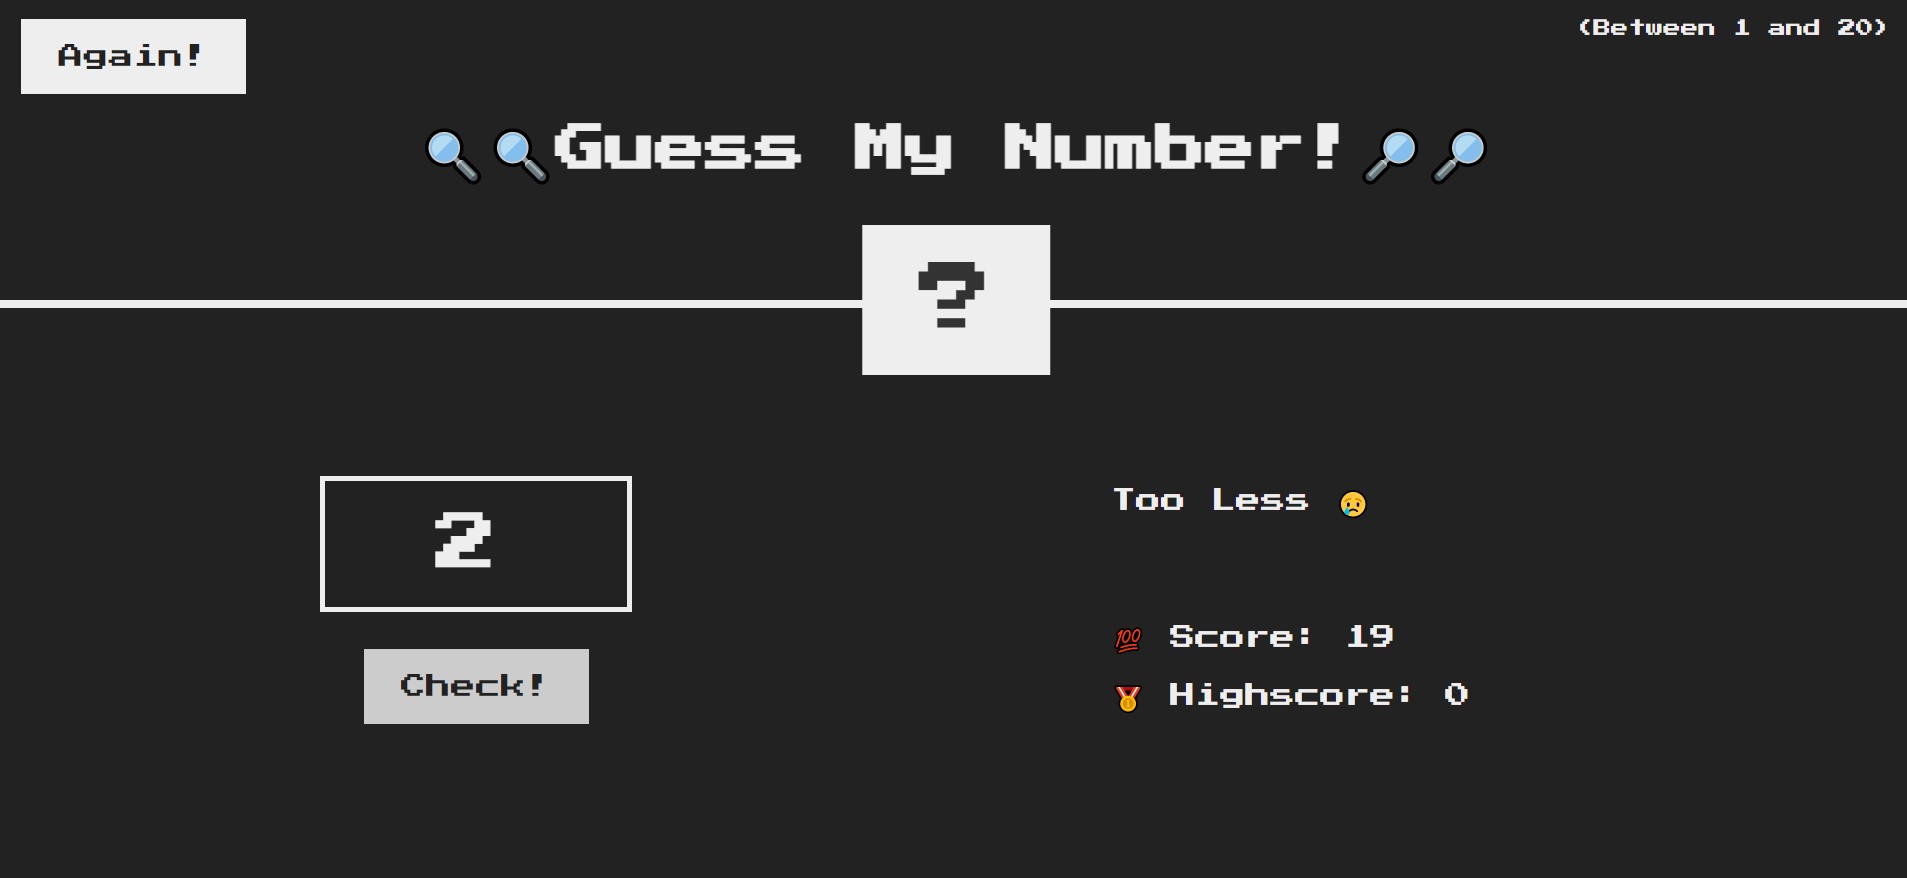 Again!
(Between 1 and 20)
🔍🔍Guess My Number!🔎🔎
?
2
Check!
Too Less 😢
💯 Score: 19
🥇 Highscore: 0